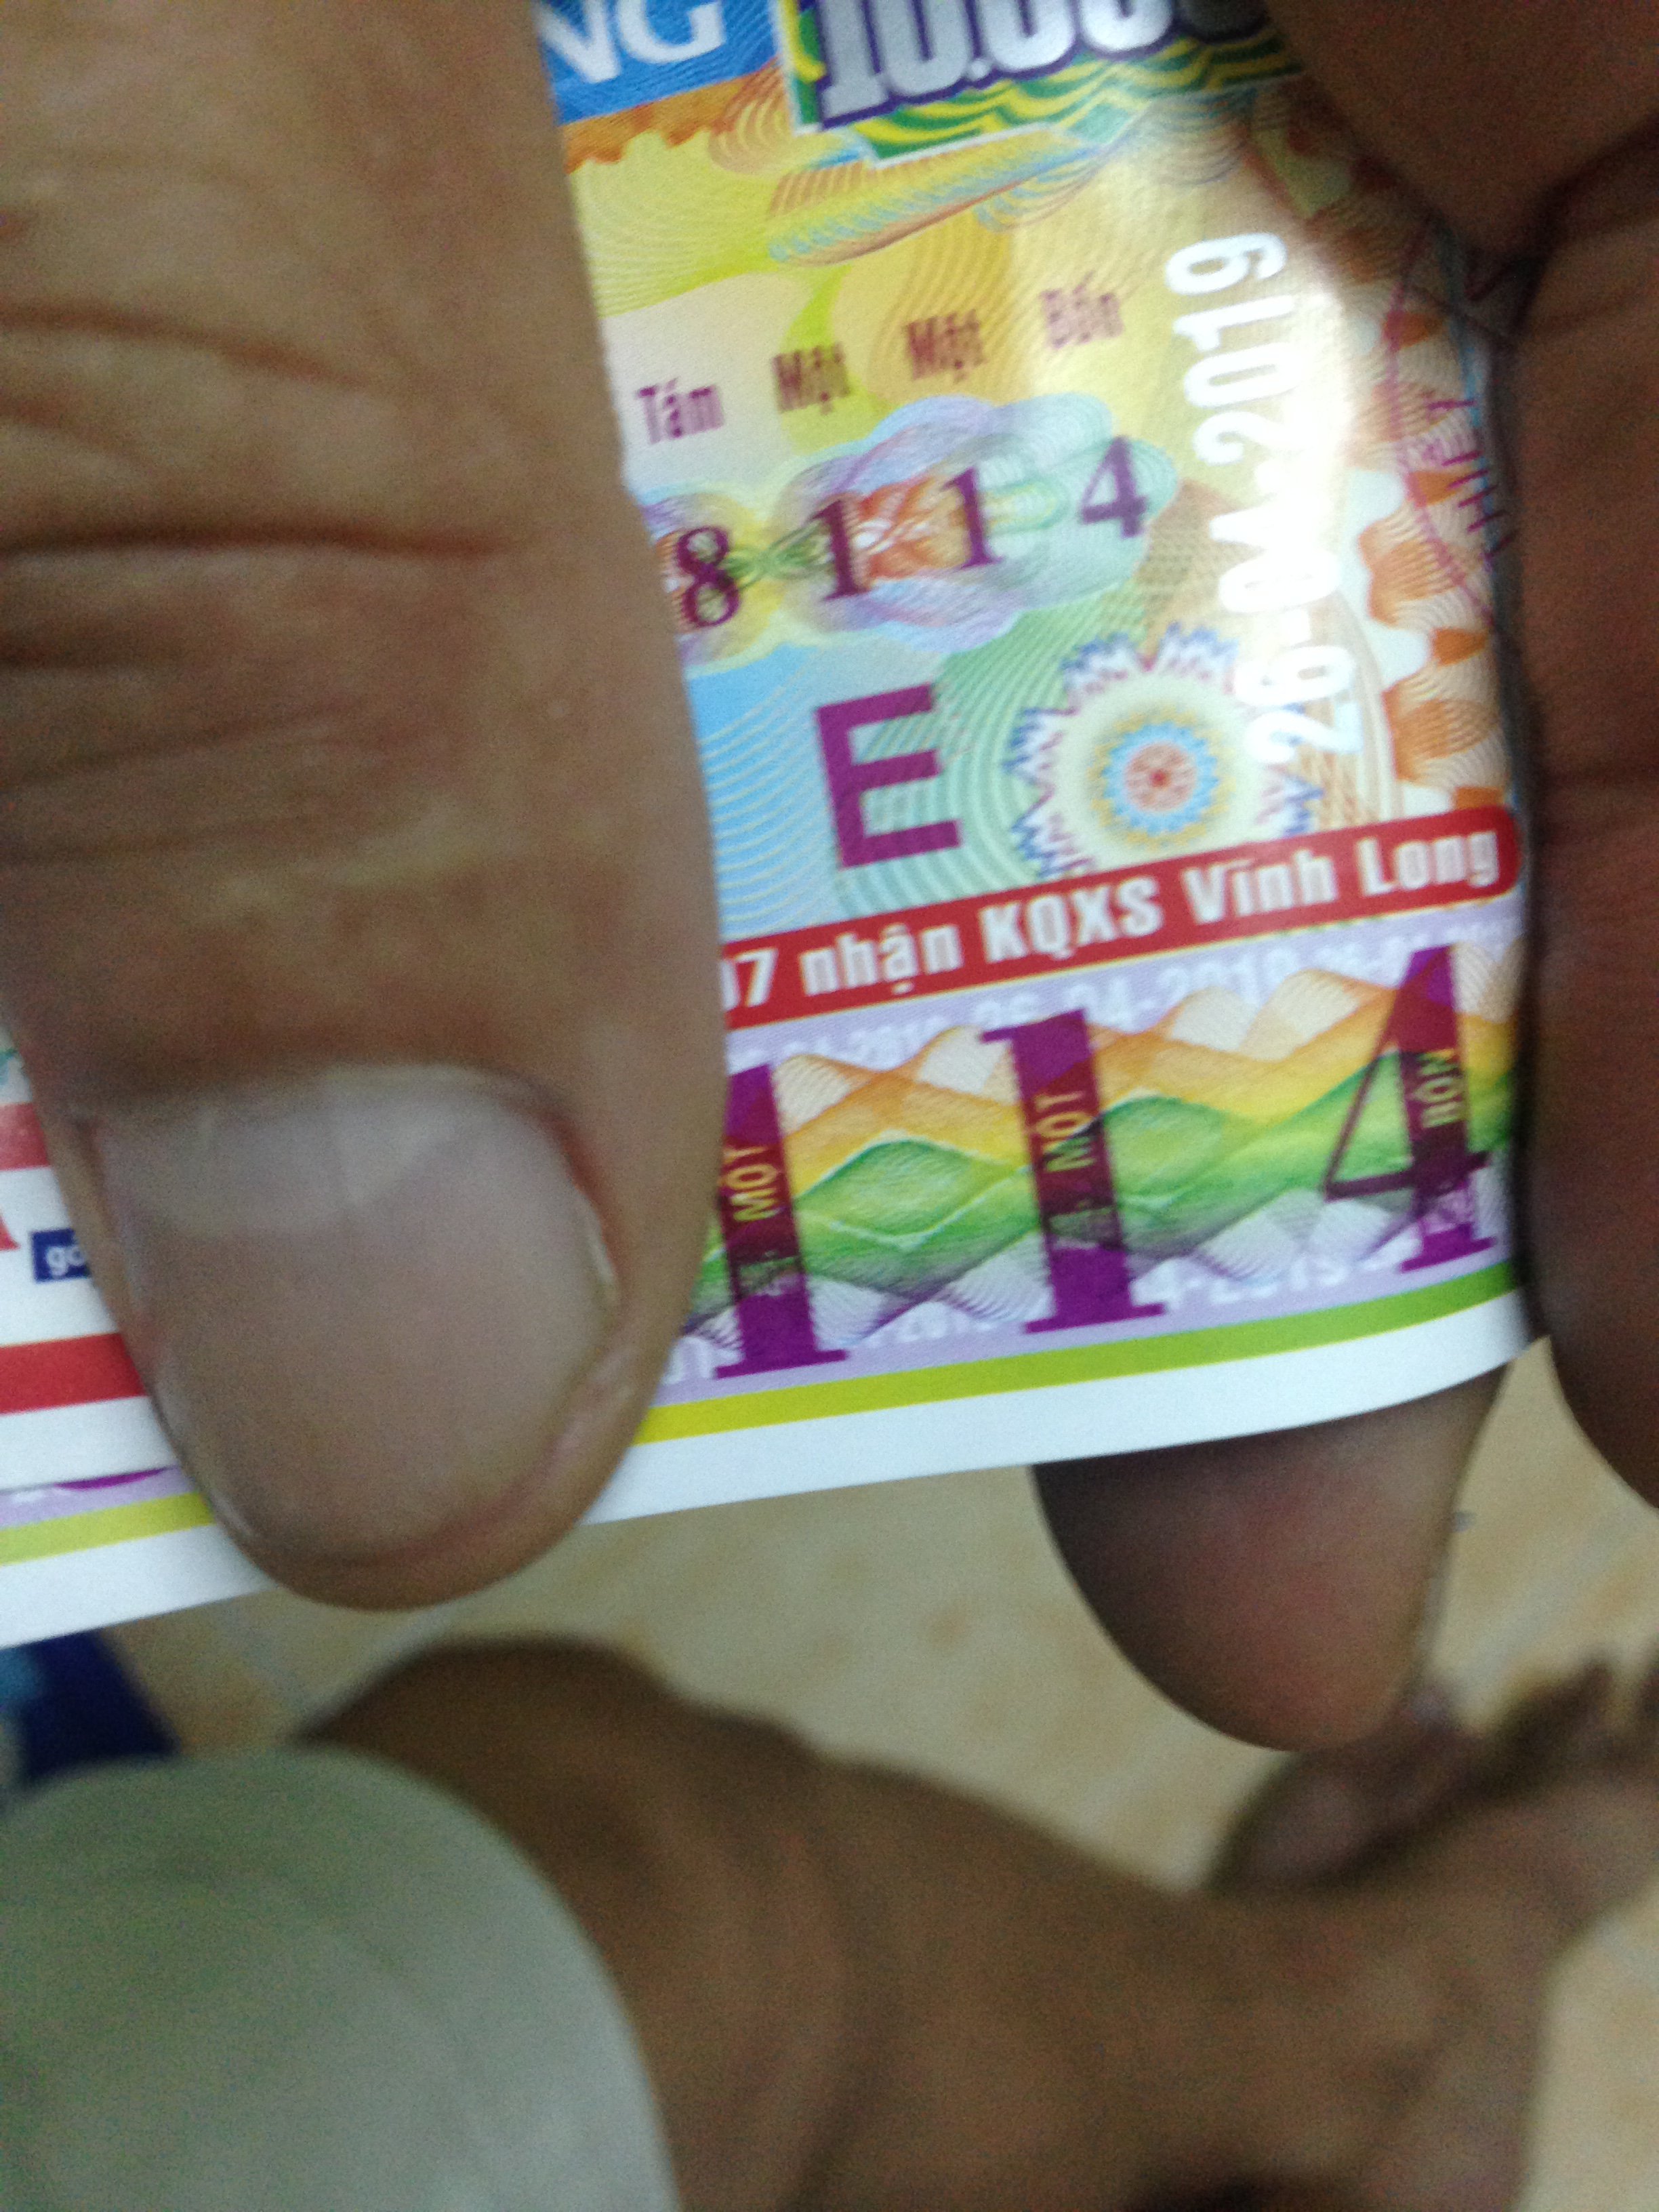 NG
10.000
Tám Một Một Bốn
8 1 1 4
26-04-2019
E
07 nhận KQXS Vĩnh Long
1 1 4
MỘT MỘT BỐN